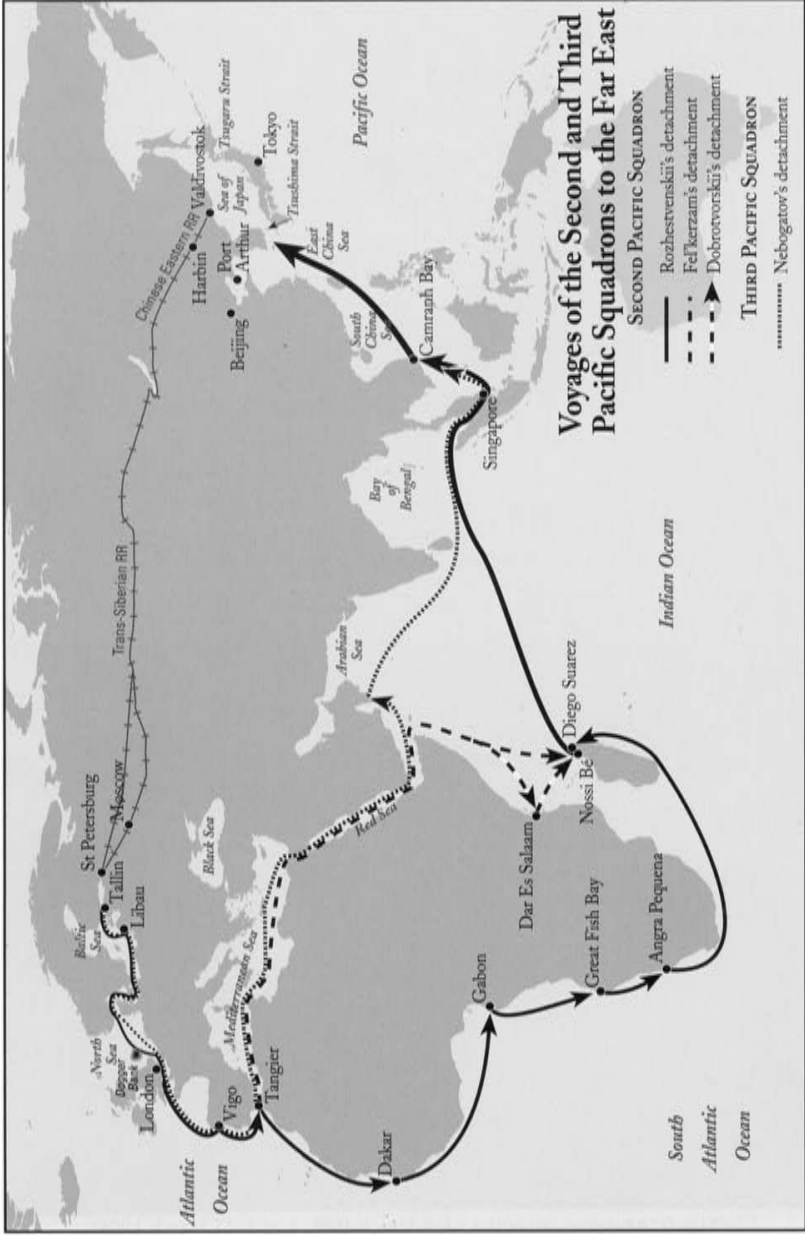 Voyages of the Second and Third
Pacific Squadrons to the Far East
SECOND PACIFIC SQUADRON
Rozhestvenskii's detachment
Fel'kerzam's detachment
Dobrotvorskii's detachment
THIRD PACIFIC SQUADRON
Nebogatov's detachment
St Petersburg
Tallin
Moscow
Libau
Baltic
Sea
North
Sea
Dogger
Bank
London
Vigo
Atlantic
Ocean
Tangier
Mediterranean Sea
Black Sea
Red Sea
Trans-Siberian RR
Chinese Eastern RR
Harbin
Valdivostok
Port
Arthur
Beijing
Sea of
Japan
Tsugaru Strait
Tokyo
Tsushima Strait
Pacific Ocean
East
China
Sea
South
China
Sea
Camranh Bay
Singapore
Bay
of
Bengal
Arabian
Sea
Indian Ocean
Diego Suarez
Nossi Bé
Dar Es Salaam
Dakar
Gabon
Great Fish Bay
Angra Pequena
South
Atlantic
Ocean